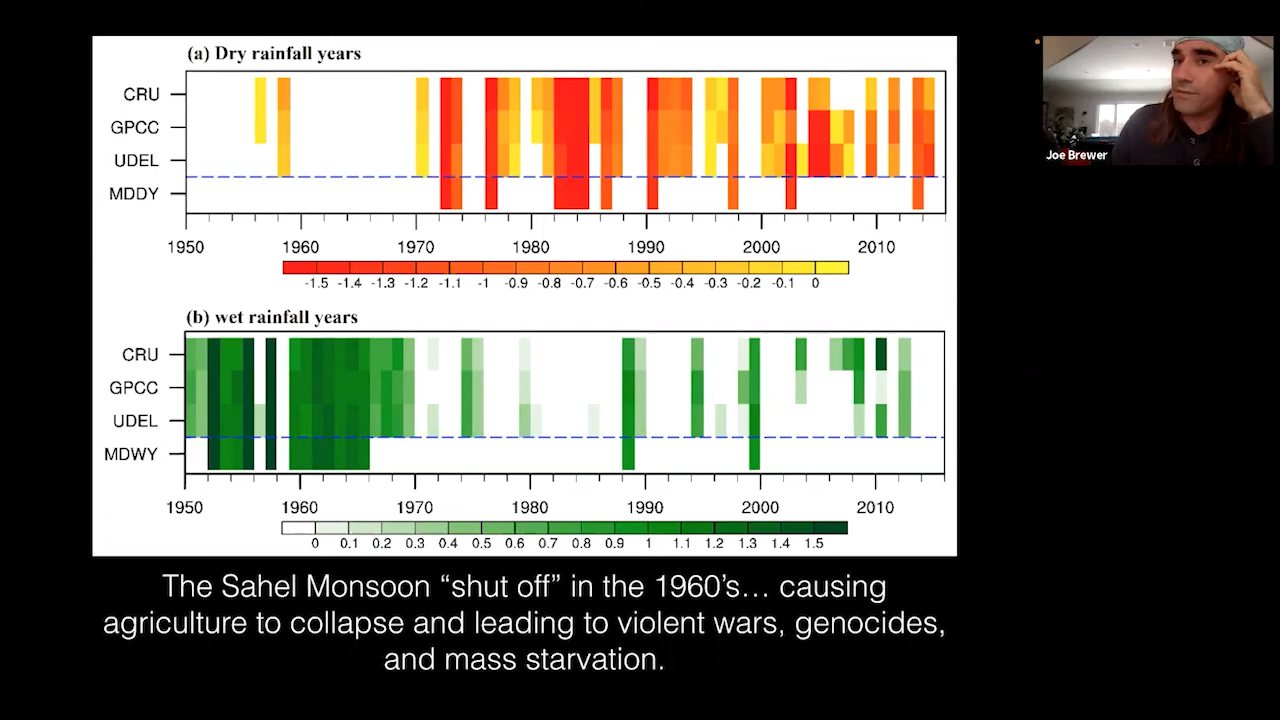 (a) Dry rainfall years
CRU
GPCC
UDEL
MDDY
1950 1960 1970 1980 1990 2000 2010
-1.5 -1.4 -1.3 -1.2 -1.1 -1 -0.9 -0.8 -0.7 -0.6 -0.5 -0.4 -0.3 -0.2 -0.1 0
(b) wet rainfall years
CRU
GPCC
UDEL
MDWY
1950 1960 1970 1980 1990 2000 2010
0 0.1 0.2 0.3 0.4 0.5 0.6 0.7 0.8 0.9 1 1.1 1.2 1.3 1.4 1.5
The Sahel Monsoon “shut off” in the 1960’s… causing
agriculture to collapse and leading to violent wars, genocides,
and mass starvation.
Joe Brewer